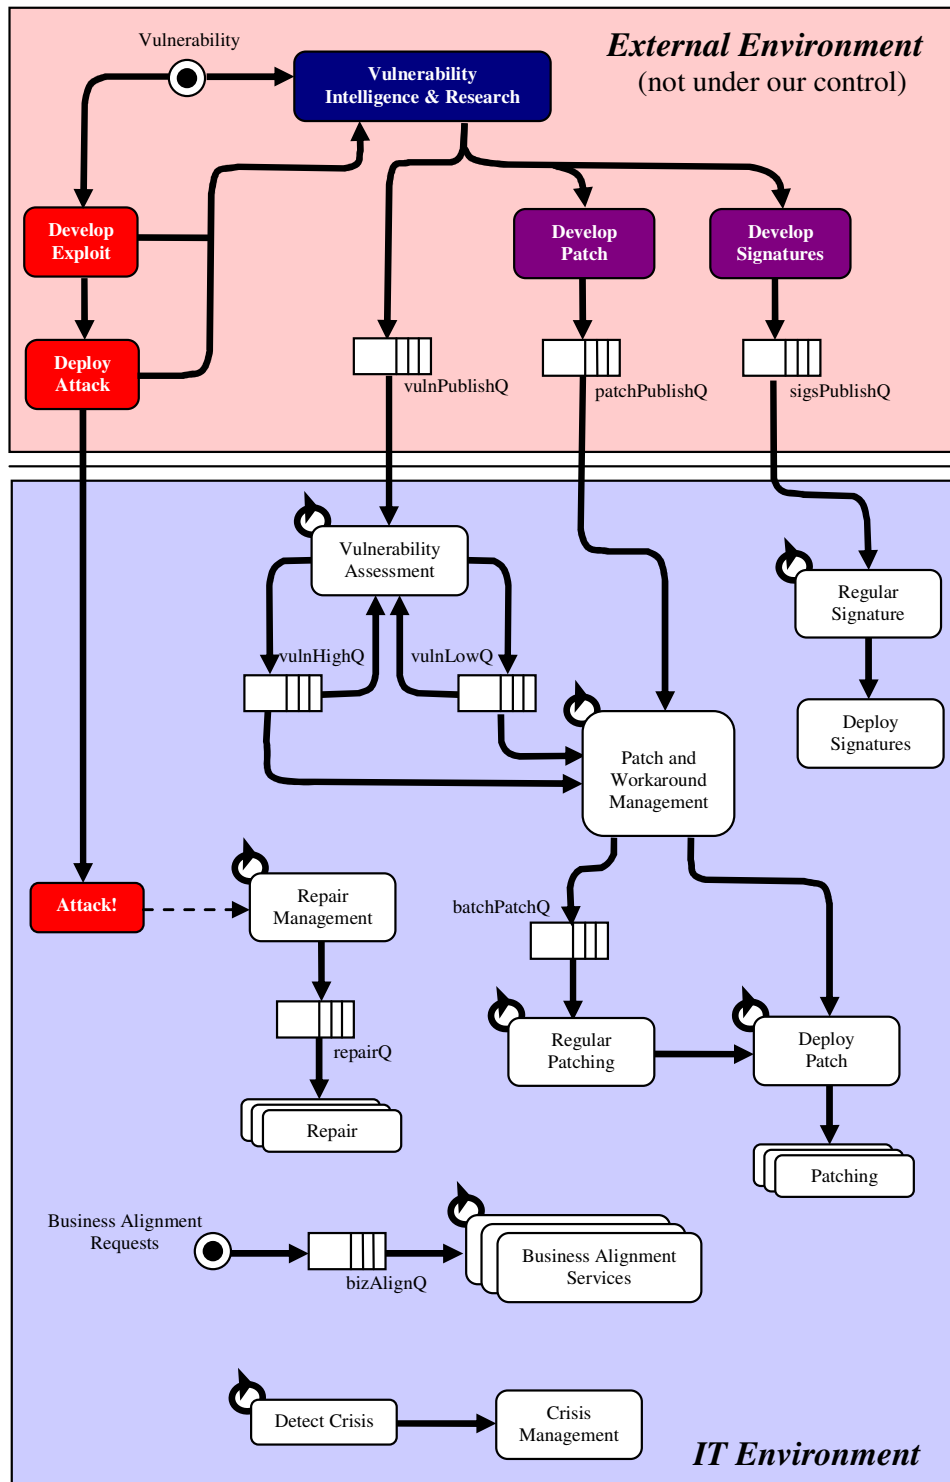 Vulnerability
External Environment
(not under our control)
Vulnerability
Intelligence & Research
Develop
Exploit
Develop
Patch
Develop
Signatures
Deploy
Attack
vulnPublishQ
patchPublishQ
sigsPublishQ
Vulnerability
Assessment
Regular
Signature
vulnHighQ
vulnLowQ
Deploy
Signatures
Patch and
Workaround
Management
Attack!
Repair
Management
batchPatchQ
Regular
Patching
Deploy
Patch
repairQ
Repair
Patching
Business Alignment
Requests
bizAlignQ
Business Alignment
Services
Detect Crisis
Crisis
Management
IT Environment